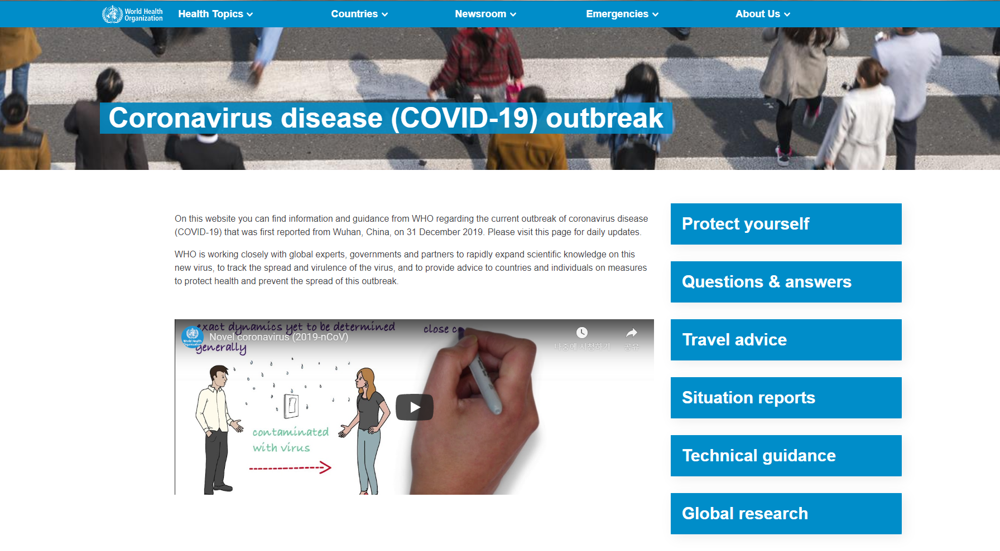 World Health
Organization
Health Topics
Countries
Newsroom
Emergencies
About Us
Coronavirus disease (COVID-19) outbreak
On this website you can find information and guidance from WHO regarding the current outbreak of coronavirus disease
(COVID-19) that was first reported from Wuhan, China, on 31 December 2019. Please visit this page for daily updates.
WHO is working closely with global experts, governments and partners to rapidly expand scientific knowledge on this
new virus, to track the spread and virulence of the virus, and to provide advice to countries and individuals on measures
to protect health and prevent the spread of this outbreak.
exact dynamics yet to be determined
close c
World Health
Organization
Novel coronavirus (2019-nCoV)
generally
나중에 시청하기
공유
contaminated
with virus
Protect yourself
Questions & answers
Travel advice
Situation reports
Technical guidance
Global research